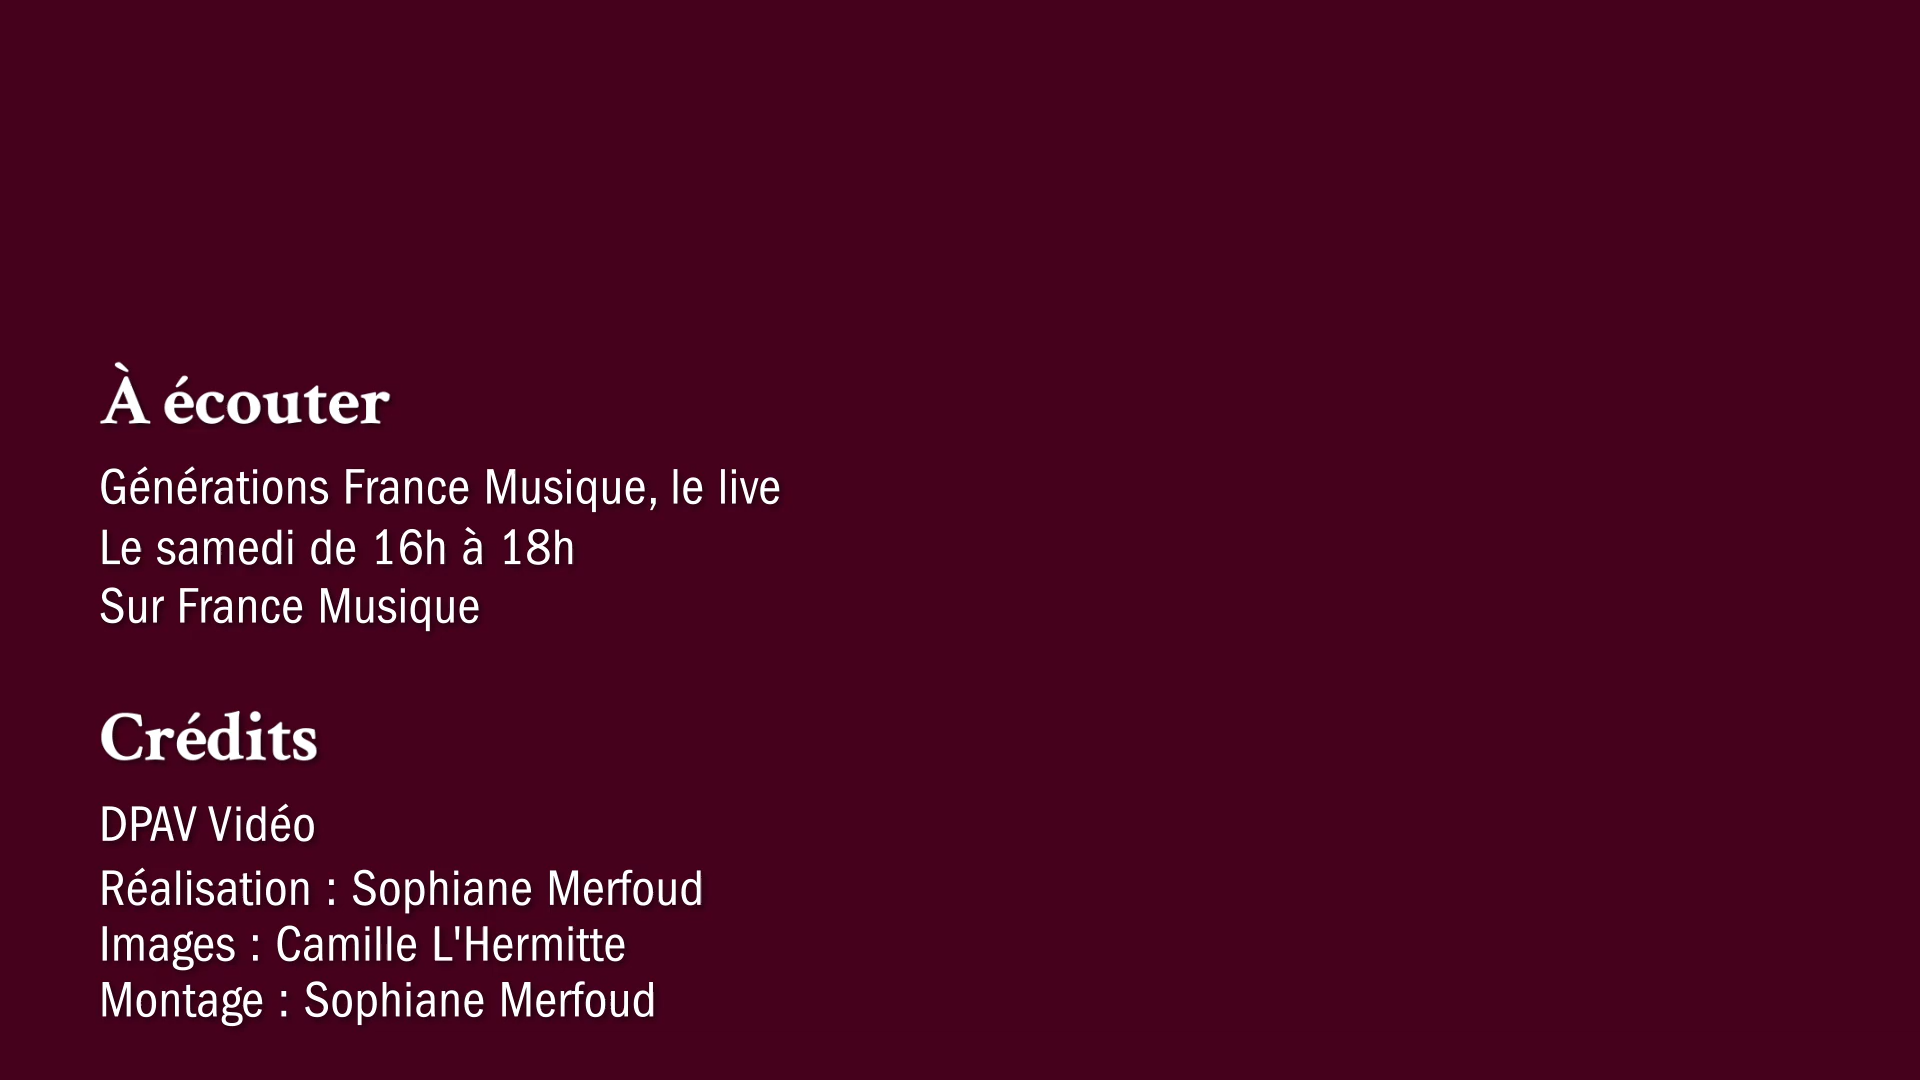 À écouter
Générations France Musique, le live
Le samedi de 16h à 18h
Sur France Musique
Crédits
DPAV Vidéo
Réalisation : Sophiane Merfoud
Images : Camille L'Hermitte
Montage : Sophiane Merfoud